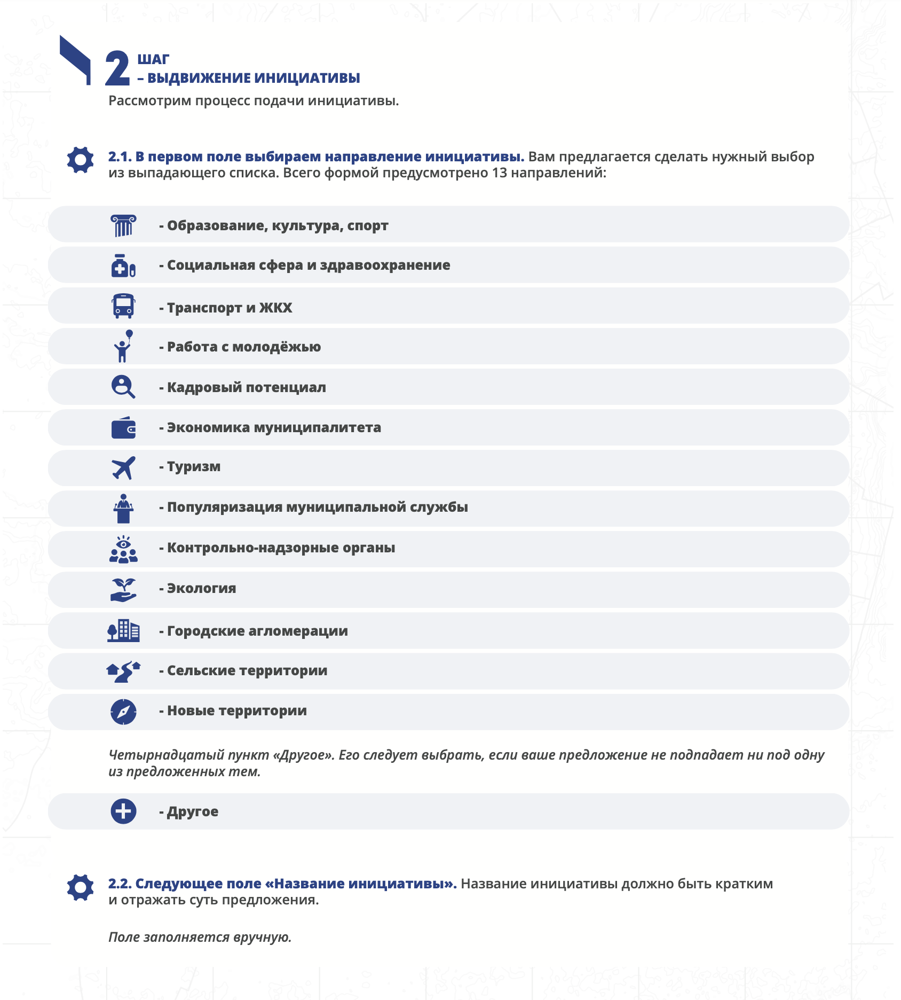 2 ШАГ
– ВЫДВИЖЕНИЕ ИНИЦИАТИВЫ
Рассмотрим процесс подачи инициативы.
2.1. В первом поле выбираем направление инициативы. Вам предлагается сделать нужный выбор
из выпадающего списка. Всего формой предусмотрено 13 направлений:
- Образование, культура, спорт
- Социальная сфера и здравоохранение
- Транспорт и ЖКХ
- Работа с молодёжью
- Кадровый потенциал
- Экономика муниципалитета
- Туризм
- Популяризация муниципальной службы
- Контрольно-надзорные органы
- Экология
- Городские агломерации
- Сельские территории
- Новые территории
Четырнадцатый пункт «Другое». Его следует выбрать, если ваше предложение не подпадает ни под одну
из предложенных тем.
- Другое
2.2. Следующее поле «Название инициативы». Название инициативы должно быть кратким
и отражать суть предложения.
Поле заполняется вручную.